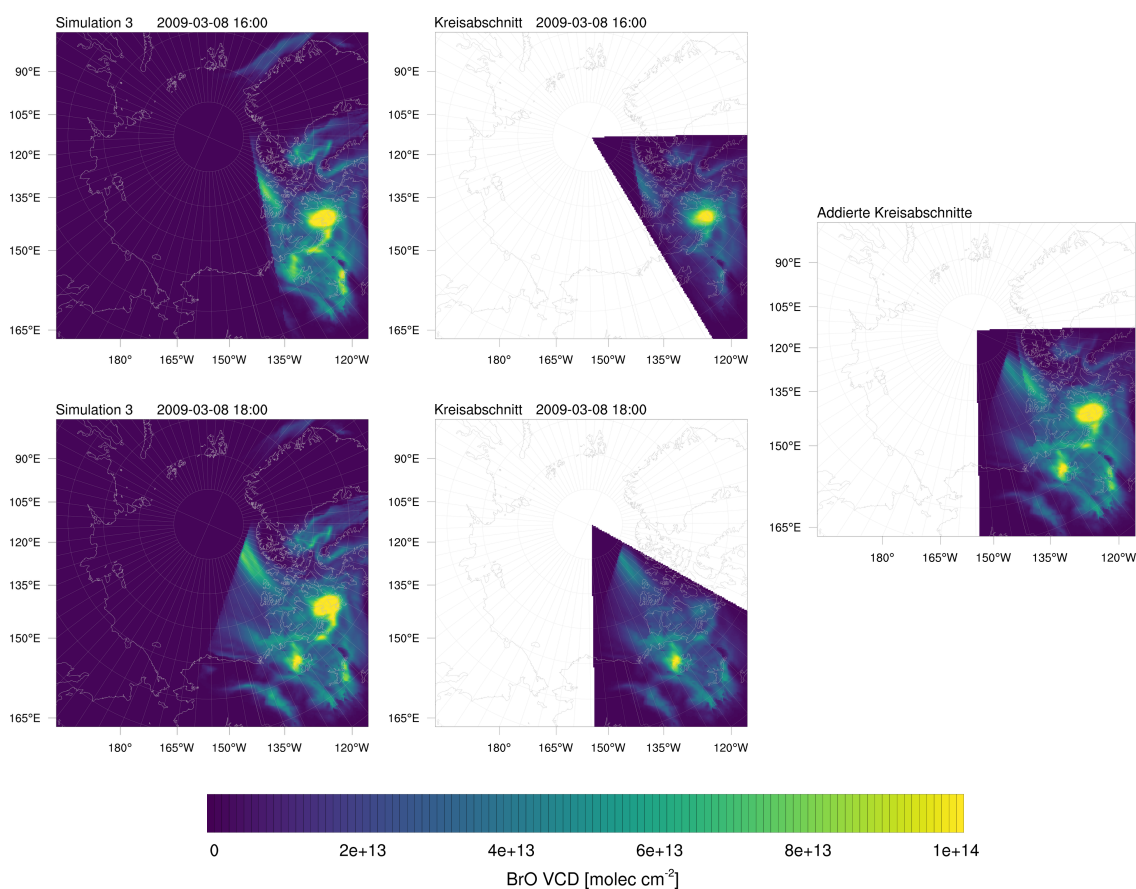 Simulation 3 2009-03-08 16:00
90°E
105°E
120°E
135°E
150°E
165°E
180° 165°W 150°W 135°W 120°W
Kreisabschnitt 2009-03-08 16:00
180° 165°W 150°W 135°W 120°W
90°E
105°E
120°E
135°E
150°E
165°E
Addierte Kreisabschnitte
90°E
105°E
120°E
135°E
150°E
165°E
180° 165°W 150°W 135°W 120°W
Simulation 3 2009-03-08 18:00
90°E
105°E
120°E
135°E
150°E
165°E
180° 165°W 150°W 135°W 120°W
Kreisabschnitt 2009-03-08 18:00
90°E
105°E
120°E
135°E
150°E
165°E
180° 165°W 150°W 135°W 120°W
0 2e+13 4e+13 6e+13 8e+13 1e+14
BrO VCD [molec cm⁻²]